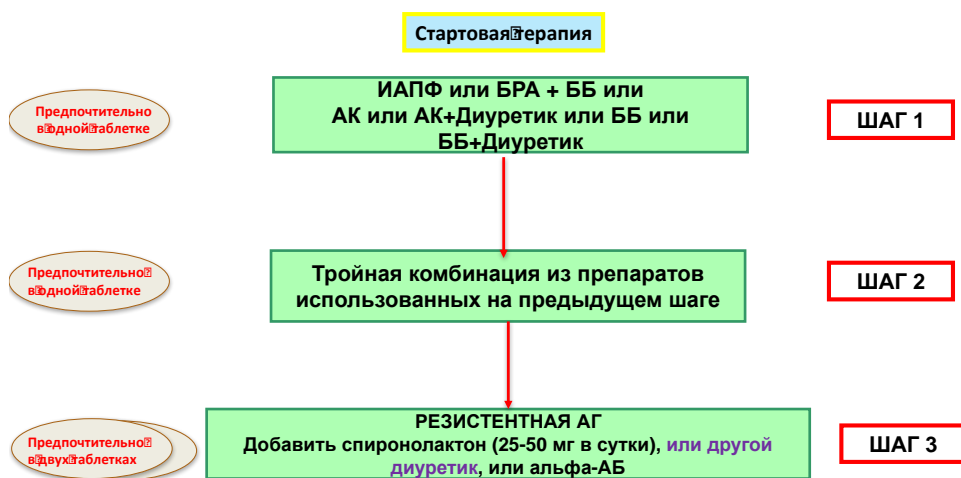 Стартовая терапия
Предпочтительно
в одной таблетке
ИАПФ или БРА + ББ или
АК или АК+Диуретик или ББ или
ББ+Диуретик
ШАГ 1
Предпочтительно
в одной таблетке
Тройная комбинация из препаратов
использованных на предыдущем шаге
ШАГ 2
Предпочтительно
в двух таблетках
РЕЗИСТЕНТНАЯ АГ
Добавить спиронолактон (25-50 мг в сутки), или другой
диуретик, или альфа-АБ
ШАГ 3